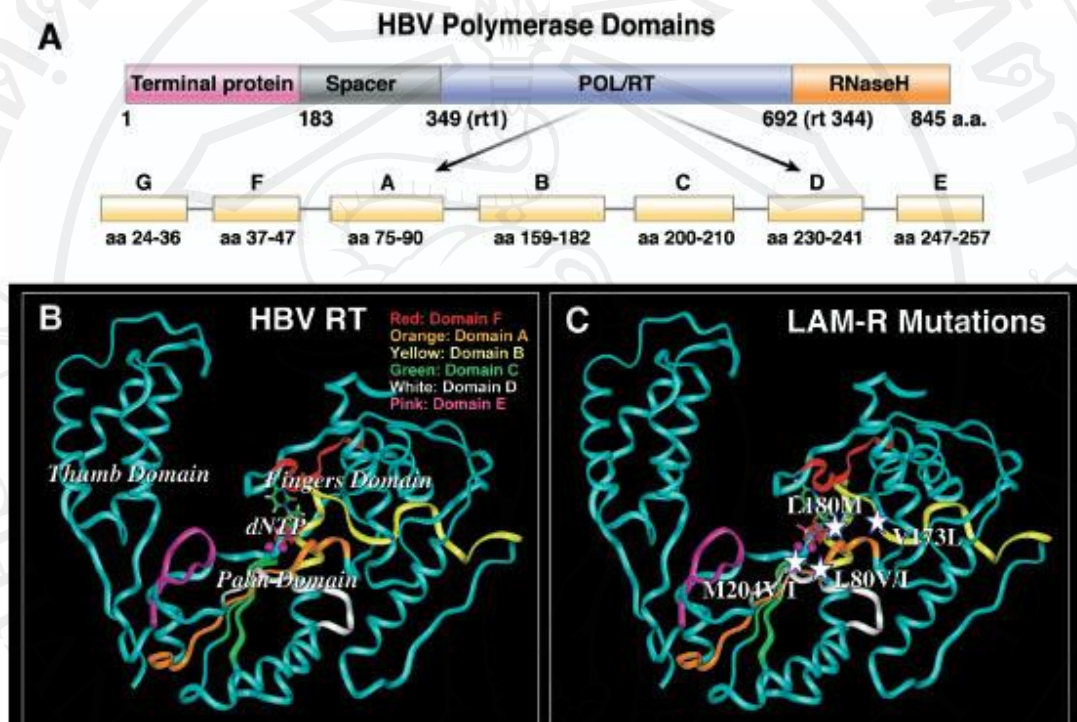 A
HBV Polymerase Domains
Terminal protein Spacer POL/RT RNaseH
1 183 349 (rt1) 692 (rt 344) 845 a.a.
G F A B C D E
aa 24-36 aa 37-47 aa 75-90 aa 159-182 aa 200-210 aa 230-241 aa 247-257
B
HBV RT
Red: Domain F
Orange: Domain A
Yellow: Domain B
Green: Domain C
White: Domain D
Pink: Domain E
Thumb Domain
Fingers Domain
dNTP
Palm Domain
C
LAM-R Mutations
L180M
V173L
M204V/I
L80V/I